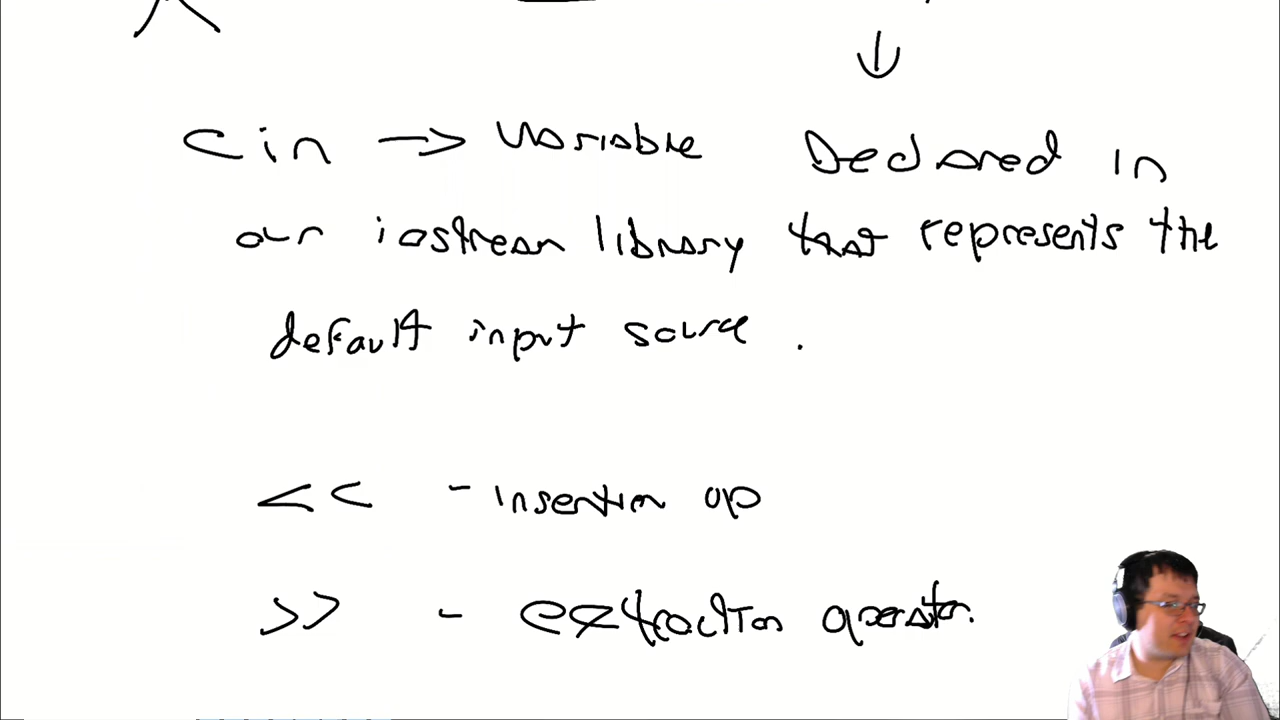 cin → variable Declared in
our iostream library that represents the
default input source.
<< - insertion op
>> - extraction operator.